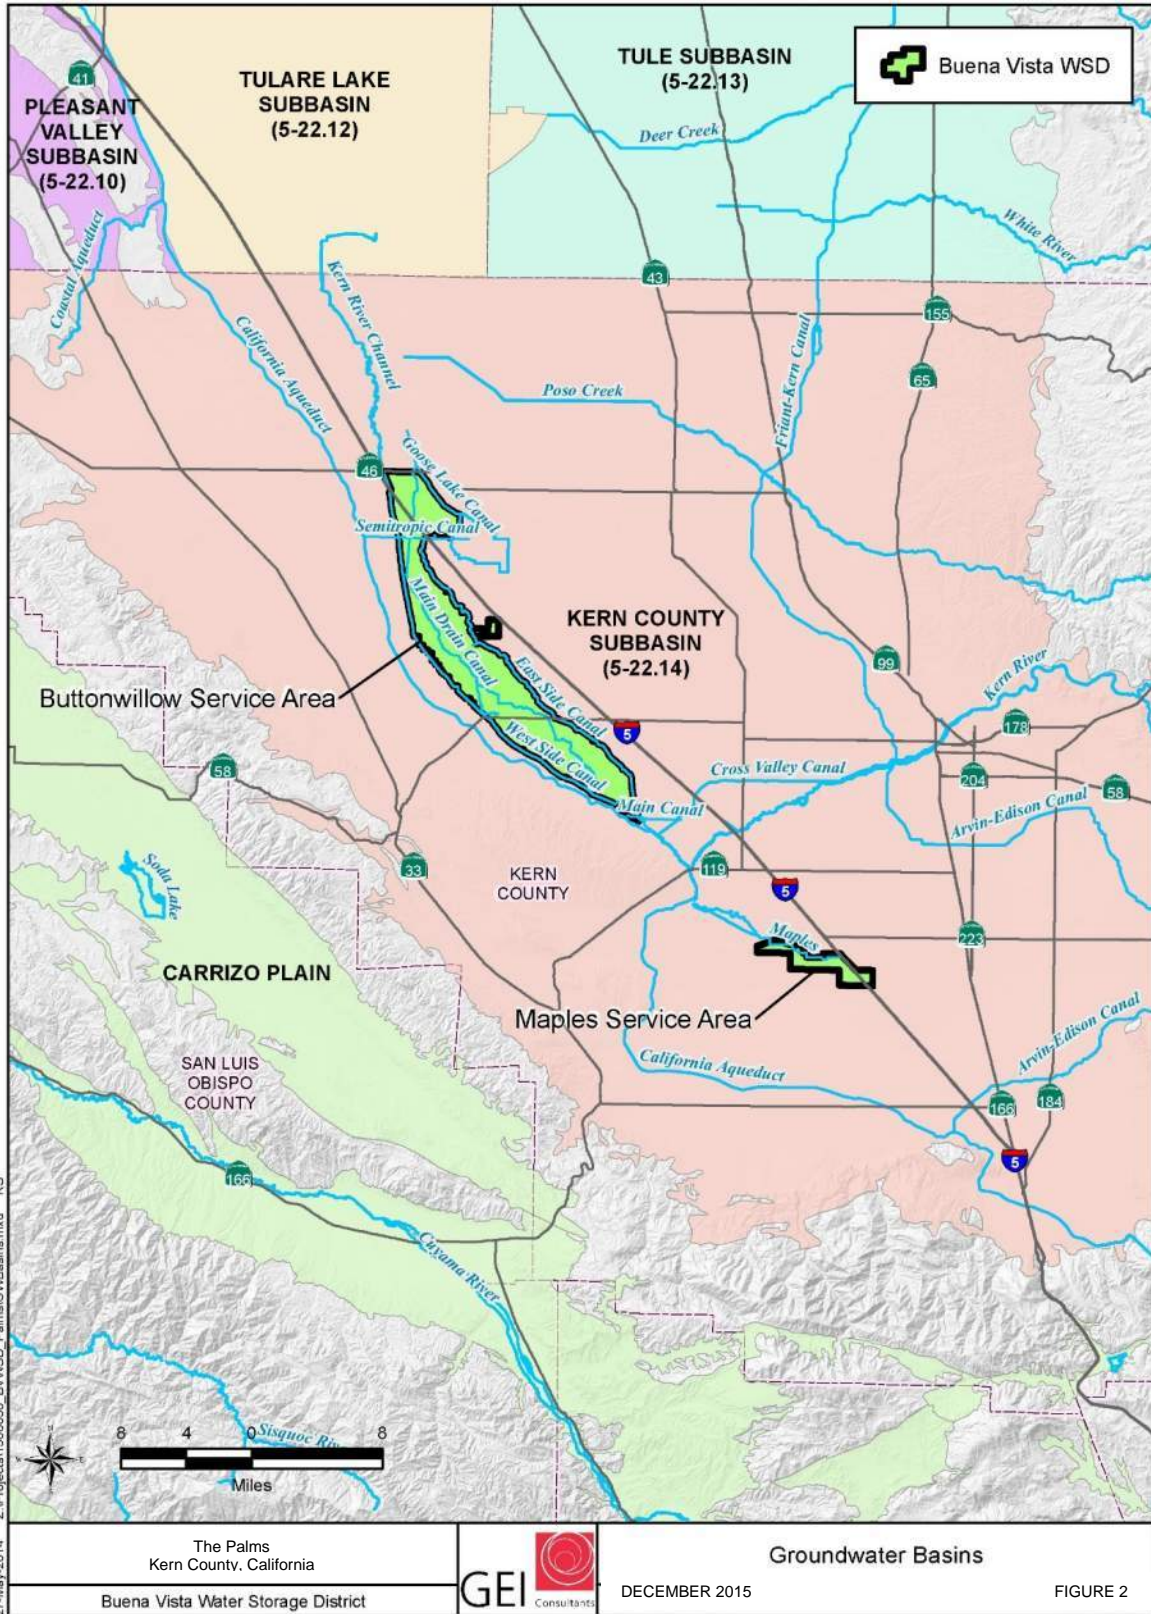 Buena Vista WSD
41
PLEASANT
VALLEY
SUBBASIN
(5-22.10)
TULARE LAKE
SUBBASIN
(5-22.12)
TULE SUBBASIN
(5-22.13)
Deer Creek
White River
Coastal Aqueduct
43
155
65
Kern River Channel
California Aqueduct
Friant-Kern Canal
Poso Creek
46
Goose Lake Canal
Semitropic Canal
Main Drain Canal
East Side Canal
KERN COUNTY
SUBBASIN
(5-22.14)
99
Kern River
Buttonwillow Service Area
5
178
West Side Canal
Cross Valley Canal
204
58
58
Main Canal
Arvin-Edison Canal
33
KERN
COUNTY
119
5
Soda Lake
223
Maples
CARRIZO PLAIN
Maples Service Area
Arvin-Edison Canal
SAN LUIS
OBISPO
COUNTY
California Aqueduct
166
184
5
166
Cuyama River
Sisquoc Riv
8 4 0 8
Miles
27-May-2014
The Palms
Kern County, California
Buena Vista Water Storage District
GEI Consultants
Groundwater Basins
DECEMBER 2015
FIGURE 2